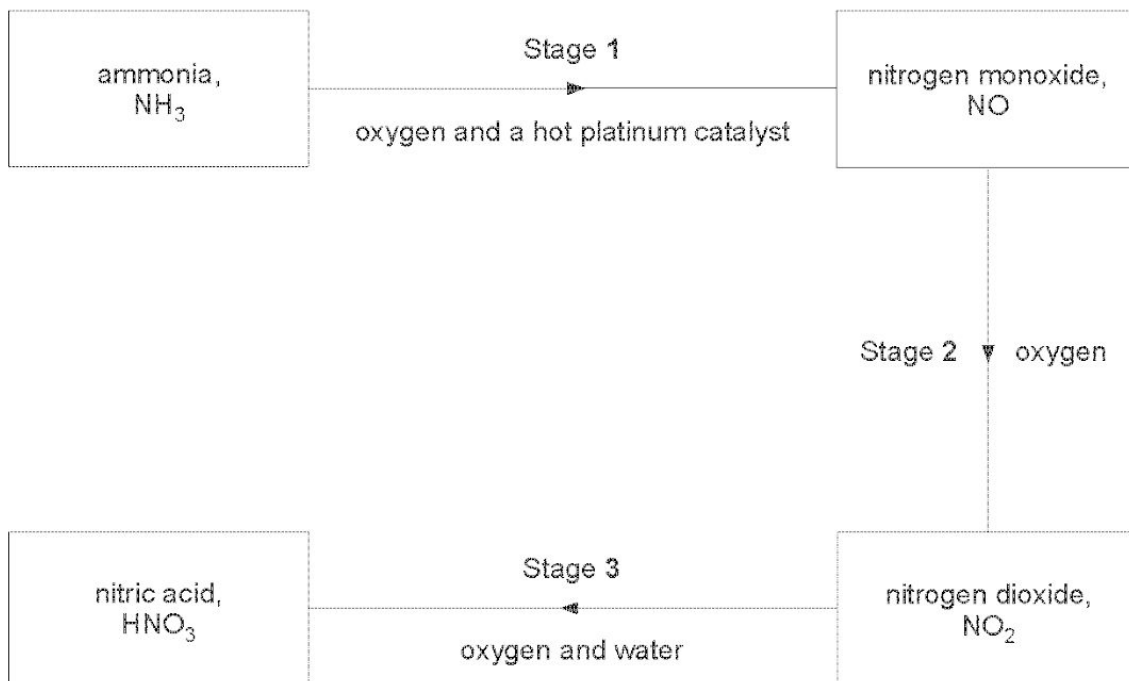 ammonia,
NH₃
Stage 1
oxygen and a hot platinum catalyst
nitrogen monoxide,
NO
Stage 2
oxygen
nitrogen dioxide,
NO₂
Stage 3
oxygen and water
nitric acid,
HNO₃